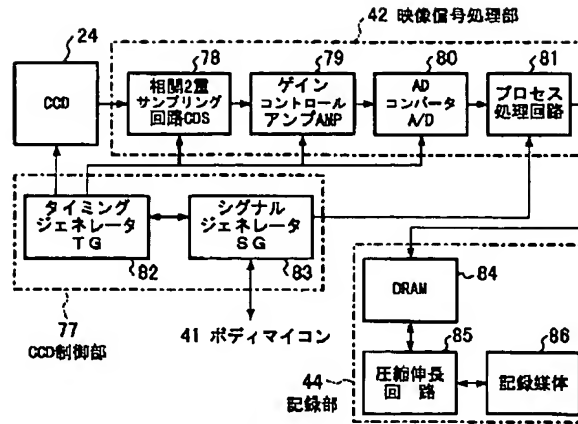 42 映像信号処理部
24
78
79
80
81
CCD
相関2重
サンプリング
回路CDS
ゲイン
コントロール
アンプAMP
AD
コンバータ
A/D
プロセス
処理回路
タイミング
ジェネレータ
TG
シグナル
ジェネレータ
SG
82
83
77
CCD制御部
41 ボディマイコン
DRAM
84
85
86
圧縮伸長
回 路
記録媒体
44
記録部